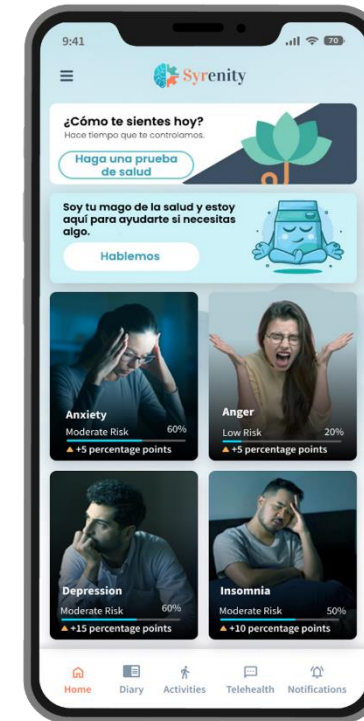 9:41
70
Syrenity
¿Cómo te sientes hoy?
Hace tiempo que te controlamos.
Haga una prueba
de salud
Soy tu mago de la salud y estoy
aquí para ayudarte si necesitas
algo.
Hablemos
Anxiety
Moderate Risk 60%
+5 percentage points
Anger
Low Risk 20%
+5 percentage points
Depression
Moderate Risk 60%
+15 percentage points
Insomnia
Moderate Risk 50%
+10 percentage points
Home Diary Activities Telehealth Notifications